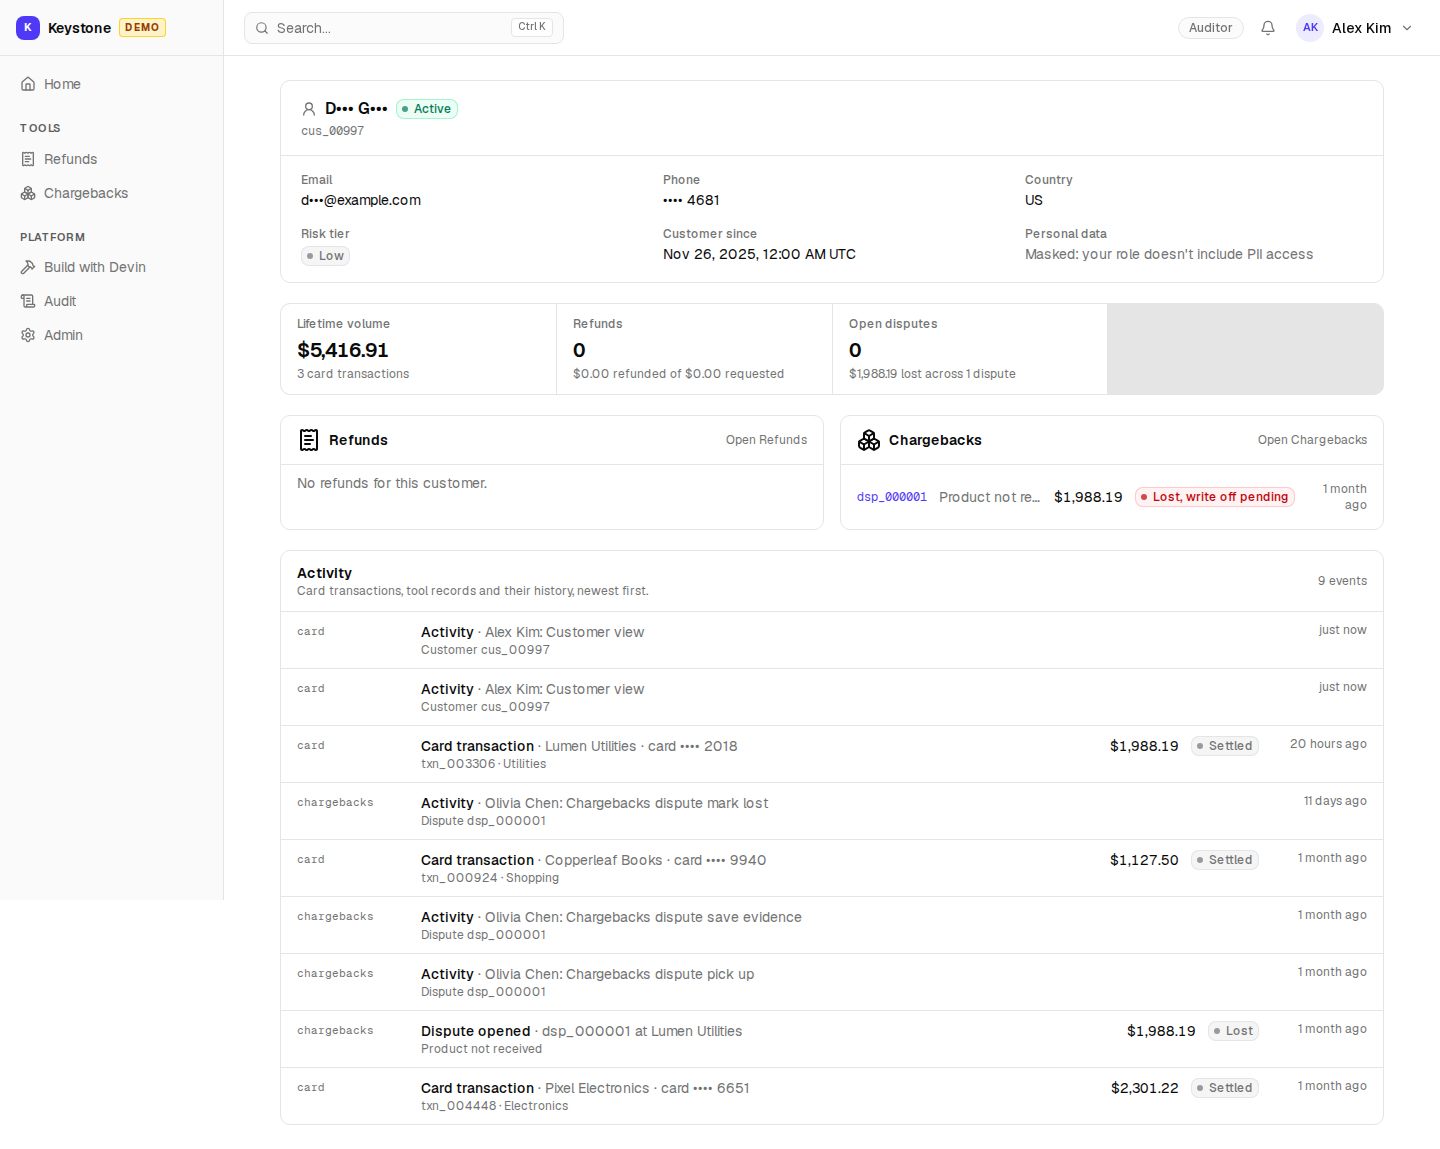 K Keystone DEMO
Search...
Ctrl K
Auditor
AK Alex Kim
Home
TOOLS
Refunds
Chargebacks
PLATFORM
Build with Devin
Audit
Admin
D••• G••• Active
cus_00997
Email
d•••@example.com
Phone
•••• 4681
Country
US
Risk tier
Low
Customer since
Nov 26, 2025, 12:00 AM UTC
Personal data
Masked: your role doesn't include PII access
Lifetime volume
$5,416.91
3 card transactions
Refunds
0
$0.00 refunded of $0.00 requested
Open disputes
0
$1,988.19 lost across 1 dispute
Refunds
Open Refunds
No refunds for this customer.
Chargebacks
Open Chargebacks
dsp_000001 Product not re... $1,988.19 Lost, write off pending 1 month ago
Activity
Card transactions, tool records and their history, newest first.
9 events
card Activity · Alex Kim: Customer view just now
Customer cus_00997
card Activity · Alex Kim: Customer view just now
Customer cus_00997
card Card transaction · Lumen Utilities · card •••• 2018 $1,988.19 Settled 20 hours ago
txn_003306 · Utilities
chargebacks Activity · Olivia Chen: Chargebacks dispute mark lost 11 days ago
Dispute dsp_000001
card Card transaction · Copperleaf Books · card •••• 9940 $1,127.50 Settled 1 month ago
txn_000924 · Shopping
chargebacks Activity · Olivia Chen: Chargebacks dispute save evidence 1 month ago
Dispute dsp_000001
chargebacks Activity · Olivia Chen: Chargebacks dispute pick up 1 month ago
Dispute dsp_000001
chargebacks Dispute opened · dsp_000001 at Lumen Utilities $1,988.19 Lost 1 month ago
Product not received
card Card transaction · Pixel Electronics · card •••• 6651 $2,301.22 Settled 1 month ago
txn_004448 · Electronics